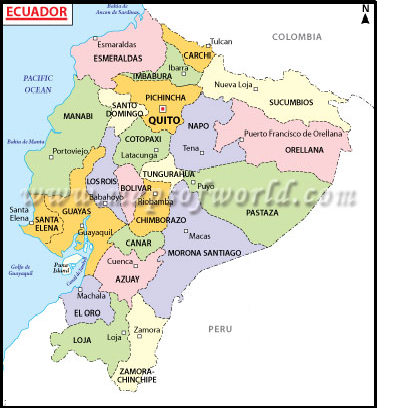 ECUADOR
Bahia de
Ancon de Sardinas
N
COLOMBIA
Esmeraldas
ESMERALDAS
Tulcan
CARCHI
Ibarra
IMBABURA
PACIFIC
OCEAN
Nueva Loja
SUCUMBIOS
PICHINCHA
SANTO
DOMINGO
QUITO
MANABI
NAPO
Puerto Francisco de Orellana
ORELLANA
Bahia de Manta
Portoviejo
COTOPAXI
Latacunga
Tena
TUNGURAHUA
LOS ROIS
BOLIVAR
Puyo
www.mapsofworld.com
Babahoyo
Riobamba
Santa
Elena
SANTA
ELENA
GUAYAS
CHIMBORAZO
PASTAZA
Guayaquil
Macas
CANAR
MORONA SANTIAGO
Golfo de
Guayaquil
Puna
Island
Cuenca
AZUAY
Machala
EL ORO
PERU
Zamora
LOJA
Loja
ZAMORA-
CHINCHIPE